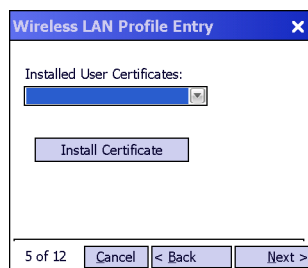 Wireless LAN Profile Entry X
Installed User Certificates:
Install Certificate
5 of 12 Cancel < Back Next >